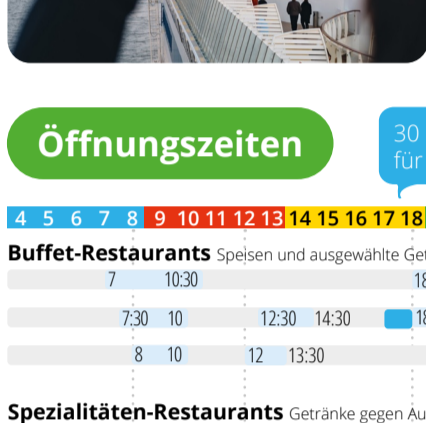 Öffnungszeiten
30
für
4 5 6 7 8 9 10 11 12 13 14 15 16 17 18
Buffet-Restaurants Speisen und ausgewählte
7 10:30
7:30 10 12:30 14:30
8 10 12 13:30
Spezialitäten-Restaurants Getränke gegen